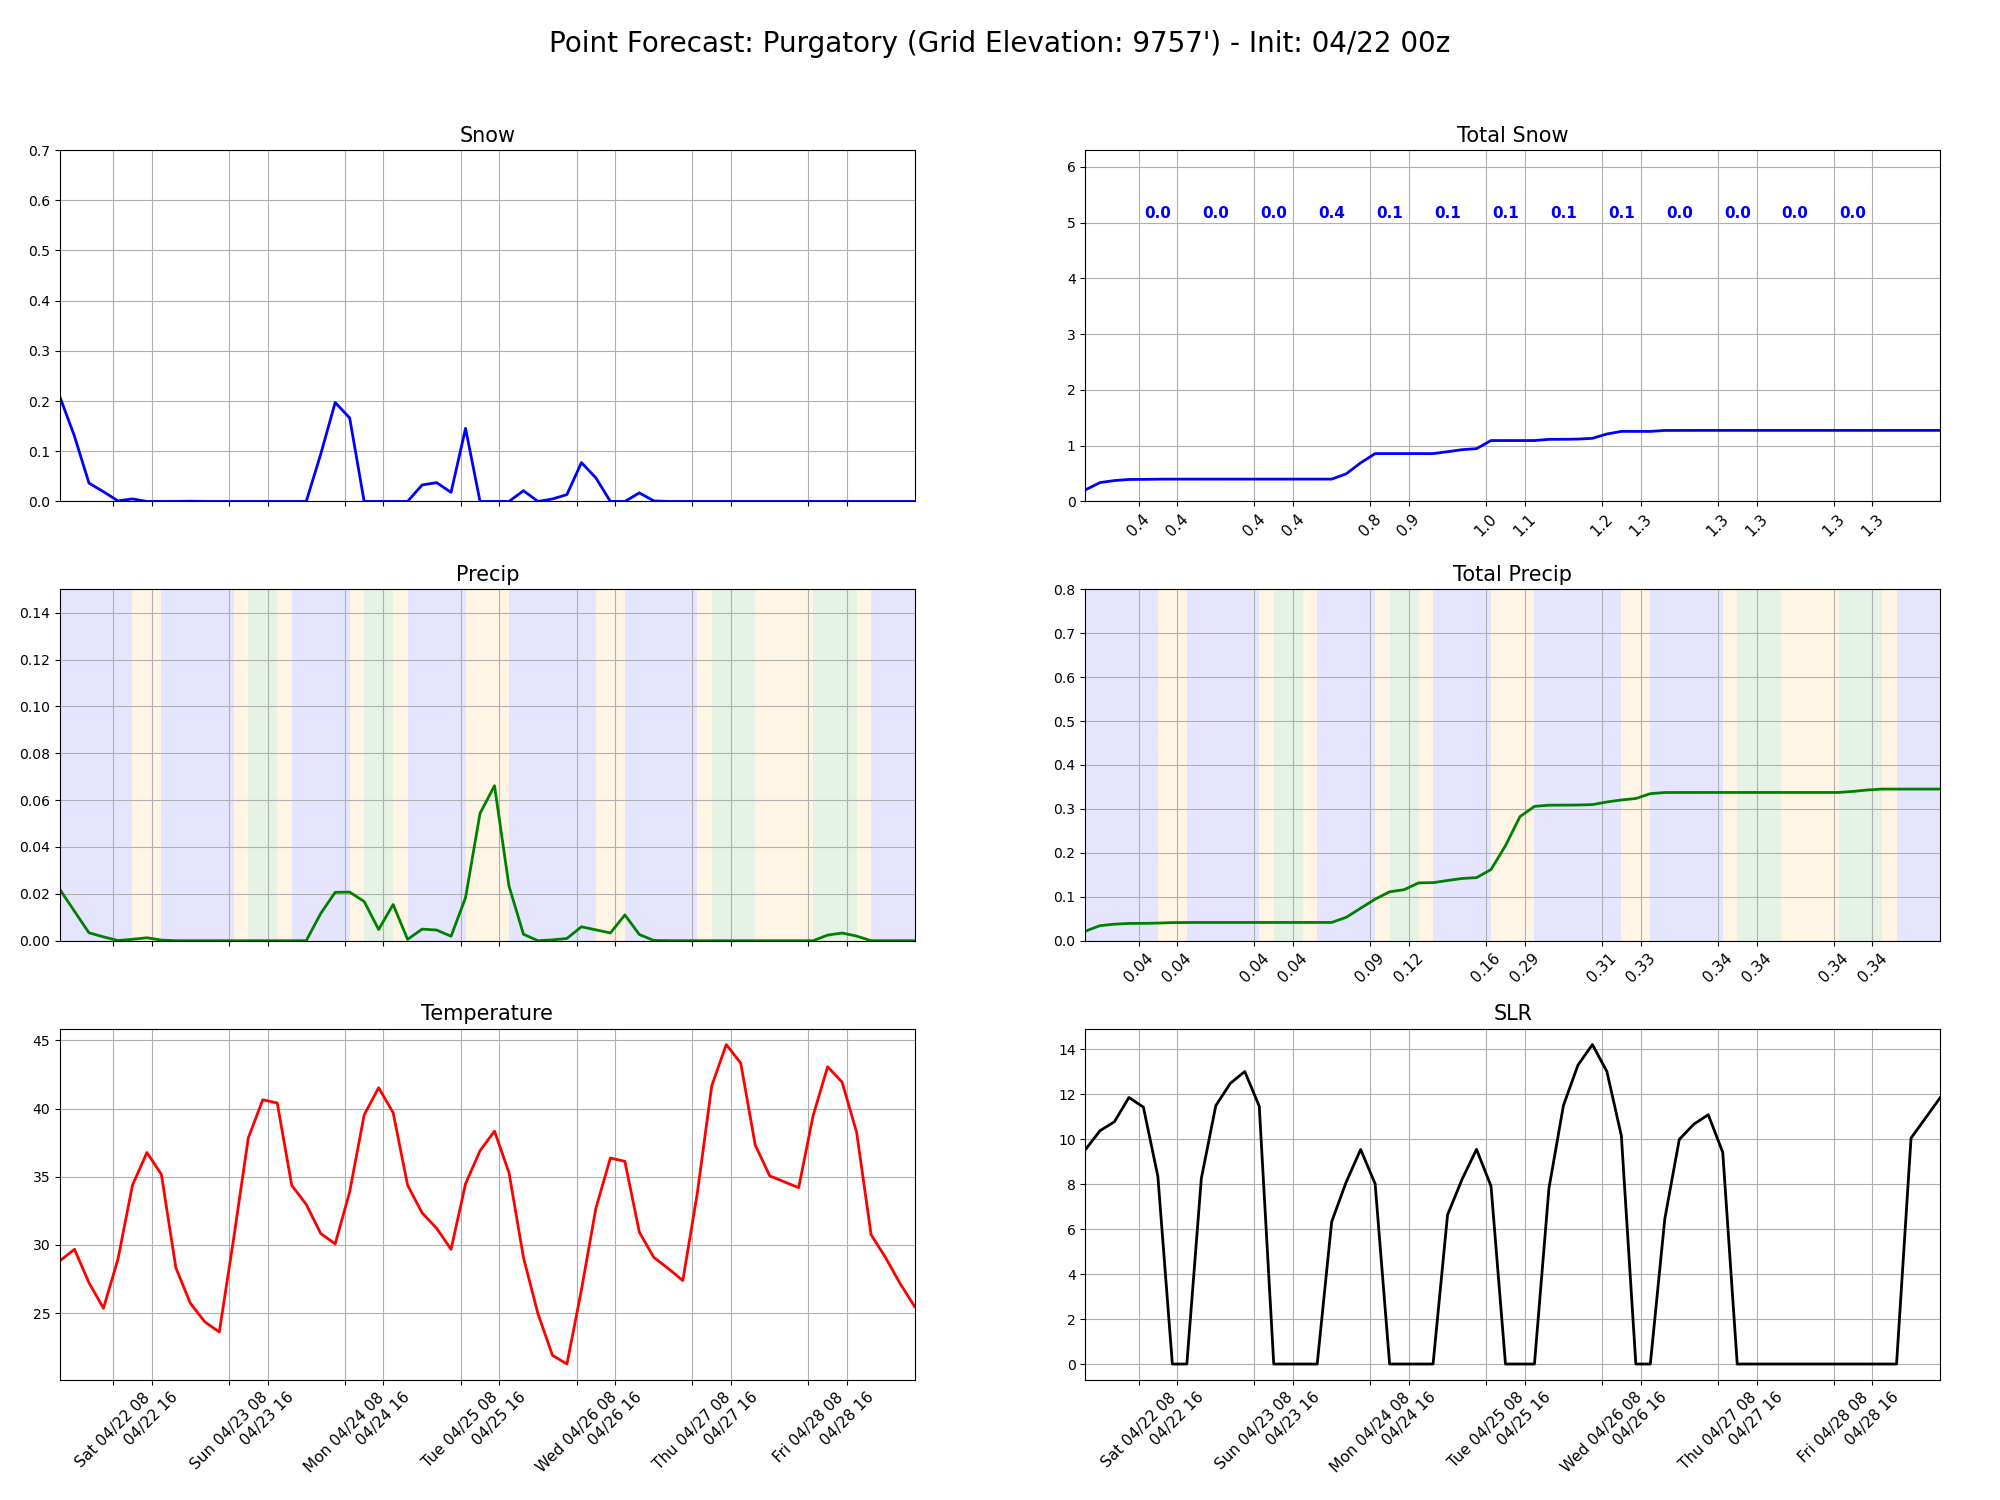 Point Forecast: Purgatory (Grid Elevation: 9757') - Init: 04/22 00z
Snow
0.7
0.6
0.5
0.4
0.3
0.2
0.1
0.0
Total Snow
6
5
4
3
2
1
0
0.0 0.0 0.0 0.4 0.1 0.1 0.1 0.1 0.1 0.0 0.0 0.0 0.0
0.4 0.4 0.4 0.4 0.8 0.9 1.0 1.1 1.2 1.3 1.3 1.3 1.3 1.3
Precip
0.14
0.12
0.10
0.08
0.06
0.04
0.02
0.00
Total Precip
0.8
0.7
0.6
0.5
0.4
0.3
0.2
0.1
0.0
0.04 0.04 0.04 0.04 0.09 0.12 0.16 0.29 0.31 0.33 0.34 0.34 0.34 0.34
Temperature
45
40
35
30
25
Sat 04/22 08
04/22 16
Sun 04/23 08
04/23 16
Mon 04/24 08
04/24 16
Tue 04/25 08
04/25 16
Wed 04/26 08
04/26 16
Thu 04/27 08
04/27 16
Fri 04/28 08
04/28 16
SLR
14
12
10
8
6
4
2
0
Sat 04/22 08
04/22 16
Sun 04/23 08
04/23 16
Mon 04/24 08
04/24 16
Tue 04/25 08
04/25 16
Wed 04/26 08
04/26 16
Thu 04/27 08
04/27 16
Fri 04/28 08
04/28 16